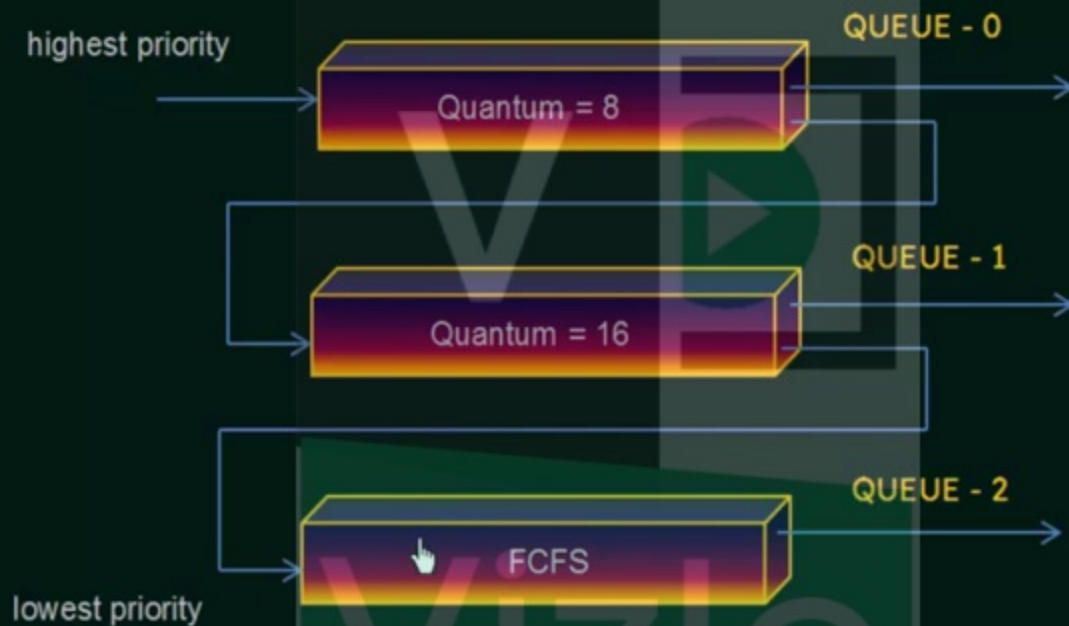 highest priority
QUEUE - 0
Quantum = 8
V
QUEUE - 1
Quantum = 16
QUEUE - 2
FCFS
lowest priority